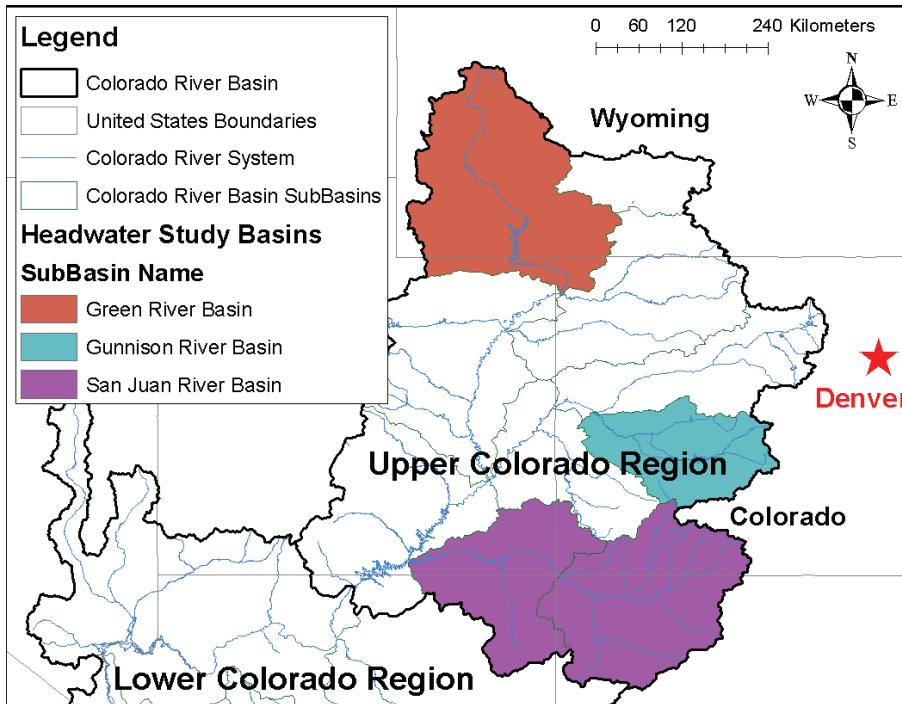 Legend
Colorado River Basin
United States Boundaries
Colorado River System
Colorado River Basin SubBasins
Headwater Study Basins
SubBasin Name
Green River Basin
Gunnison River Basin
San Juan River Basin
0 60 120 240 Kilometers
N
W E
S
Wyoming
Denver
Upper Colorado Region
Colorado
Lower Colorado Region